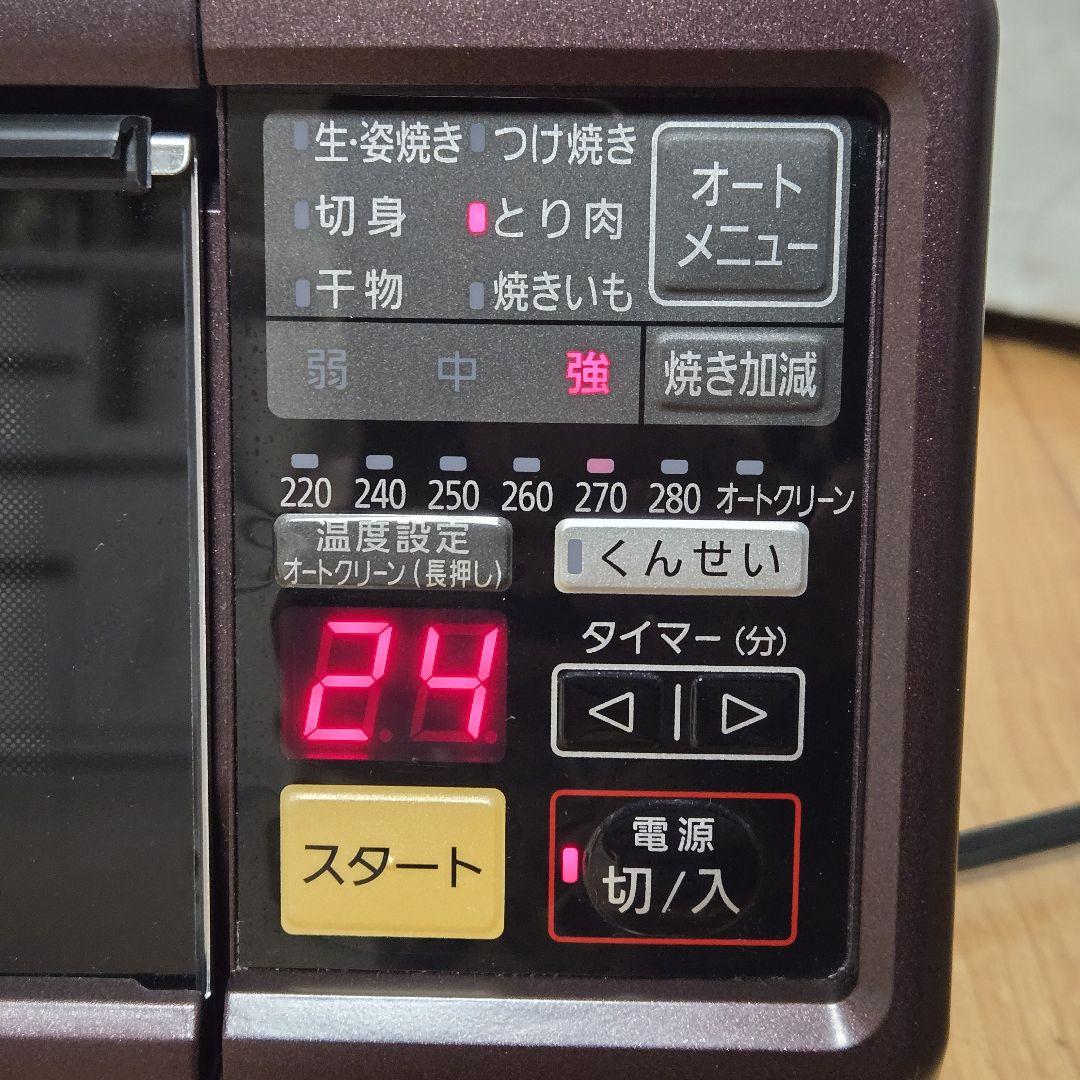 生・姿焼き つけ焼き
切身 とり肉
干物 焼きいも
オート
メニュー
弱 中 強
焼き加減
220 240 250 260 270 280 オートクリーン
温度設定
オートクリーン(長押し)
くんせい
24
タイマー(分)
スタート
電源
切/入